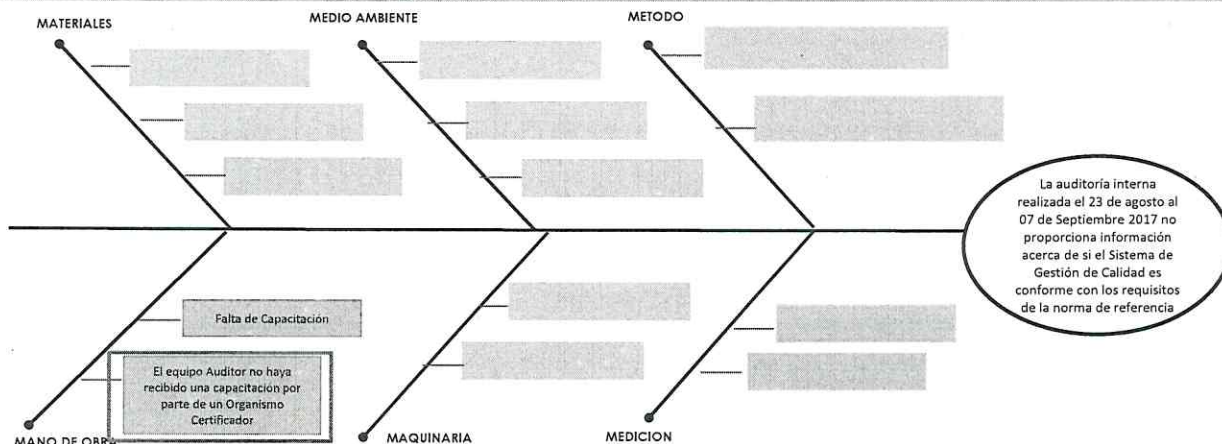 MATERIALES
MEDIO AMBIENTE
METODO
La auditoría interna
realizada el 23 de agosto al
07 de Septiembre 2017 no
proporciona información
acerca de si el Sistema de
Gestión de Calidad es
conforme con los requisitos
de la norma de referencia
Falta de Capacitación
El equipo Auditor no haya
recibido una capacitación por
parte de un Organismo
Certificador
MANO DE OBRA
MAQUINARIA
MEDICION